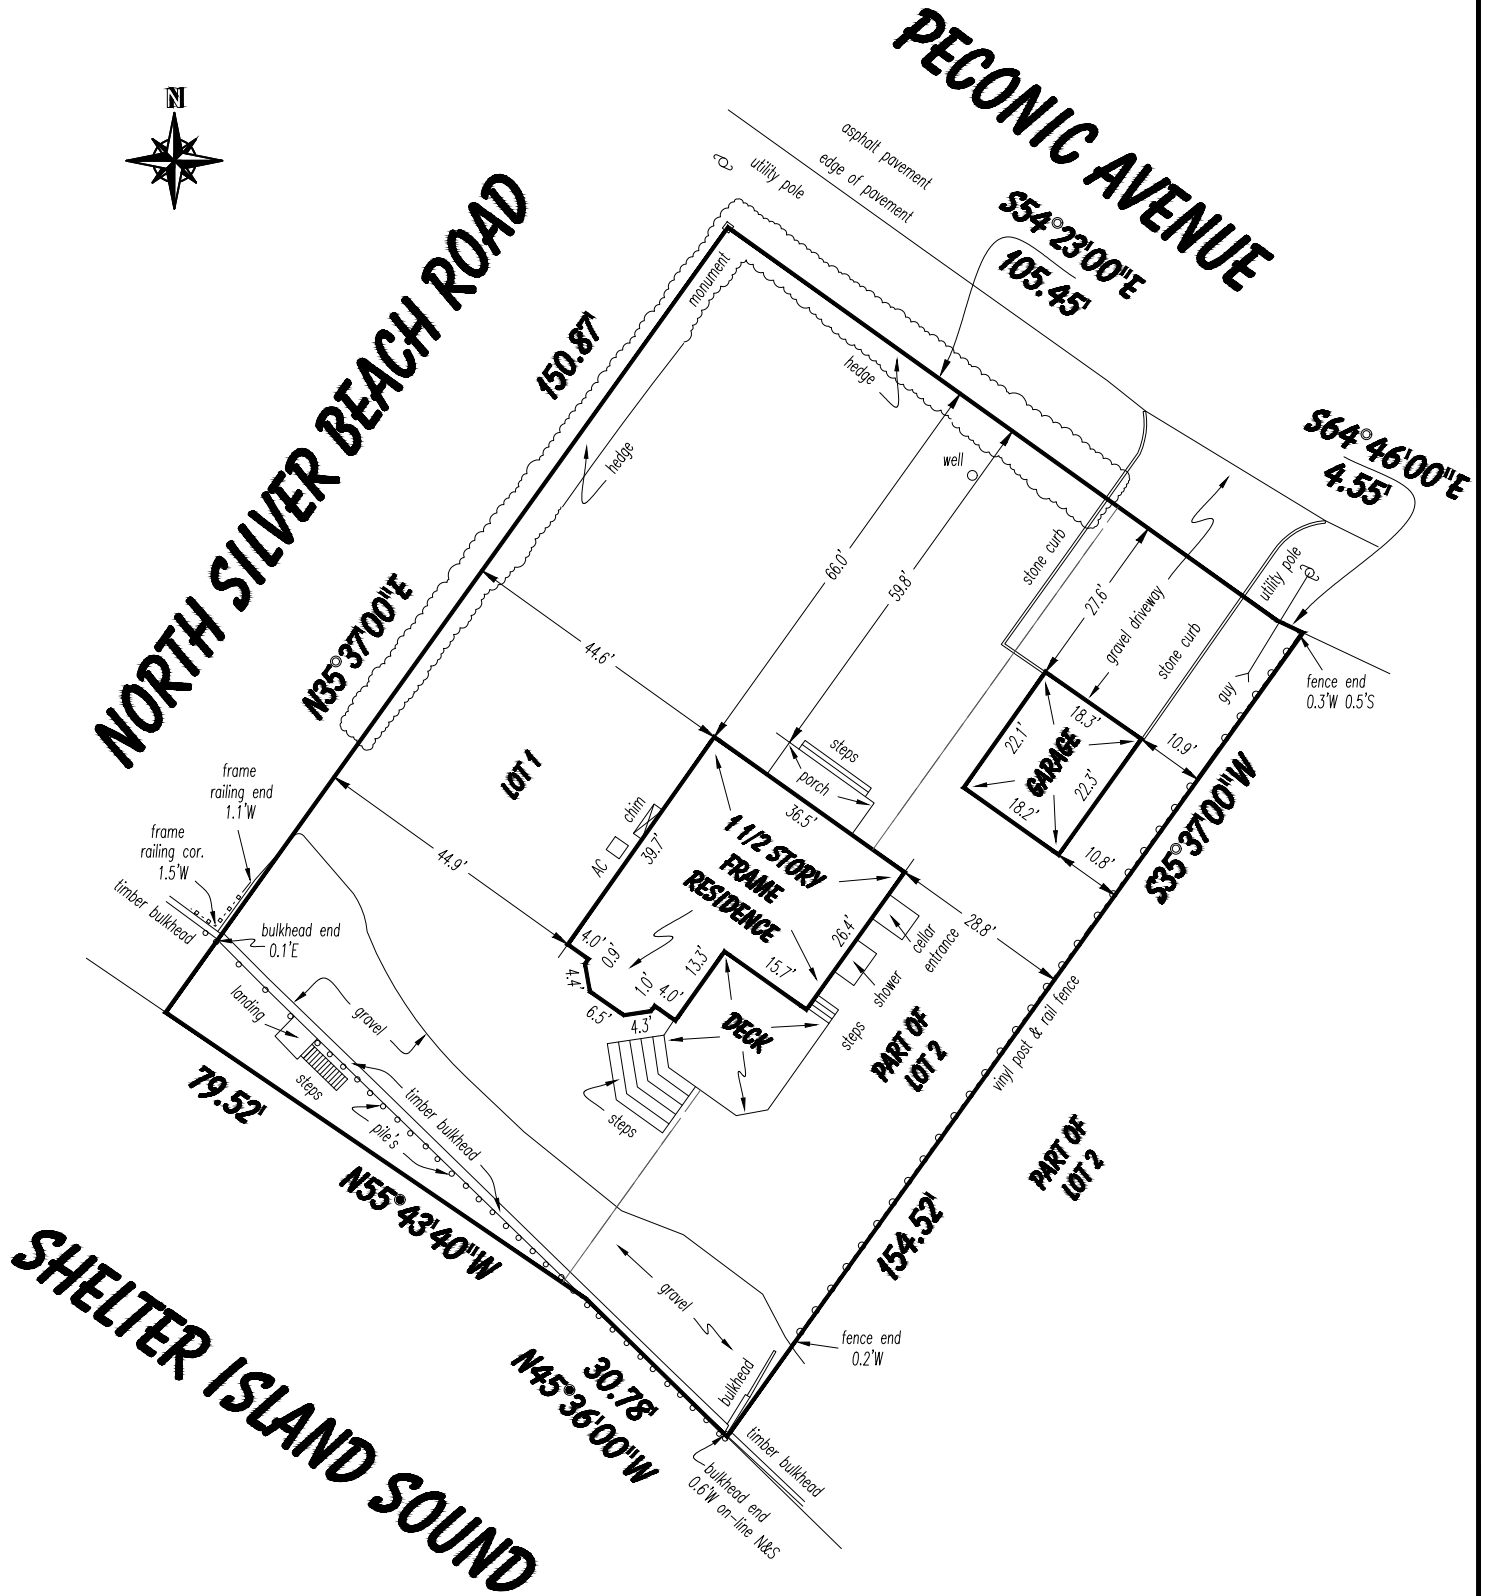 PECONIC AVENUE
N
asphalt pavement
edge of pavement
utility pole
S54°23'00"E
105.45'
NORTH SILVER BEACH ROAD
monument
150.87'
hedge
hedge
S64°46'00"E
4.55'
well
66.0'
59.8'
stone curb
27.6'
gravel driveway
utility pole
stone curb
N35°37'00"E
44.6'
guy
fence end
0.3'W 0.5'S
18.3'
22.1'
GARAGE
10.9'
22.3'
18.2'
10.8'
S35°37'00"W
LOT 1
steps
porch
36.5'
chim
AC
39.7'
1 1/2 STORY
FRAME
RESIDENCE
frame
railing end
1.1'W
frame
railing cor.
1.5'W
44.9'
timber bulkhead
bulkhead end
0.1'E
4.0'
0.9'
4.4'
6.5'
1.0'
4.3'
4.0'
13.3'
15.7'
26.4'
28.8'
cellar
entrance
shower
steps
DECK
PART OF
LOT 2
vinyl post & rail fence
landing
gravel
steps
pile's
timber bulkhead
steps
79.52'
PART OF
LOT 2
N55°43'40"W
154.52'
SHELTER ISLAND SOUND
gravel
fence end
0.2'W
bulkhead
30.78'
N45°36'00"W
timber bulkhead
bulkhead end
0.6'W on-line N&S